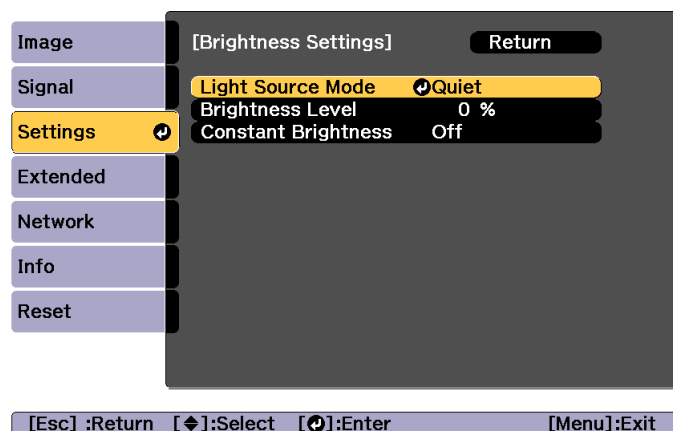 Image
Signal
Settings
Extended
Network
Info
Reset
[Brightness Settings] Return
Light Source Mode Quiet
Brightness Level 0 %
Constant Brightness Off
[Esc] :Return [◆]:Select [↵]:Enter [Menu]:Exit